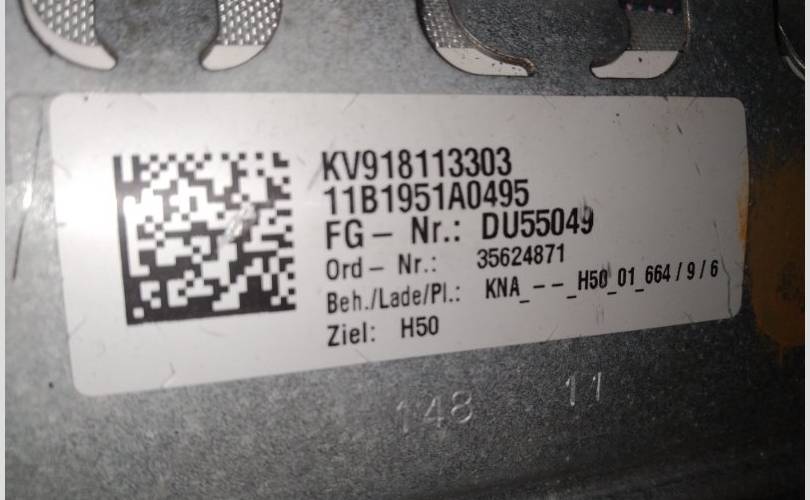 KV918113303
11B1951A0495
FG – Nr.: DU55049
Ord – Nr.: 35624871
Beh./Lade/Pl.: KNA_ – – _H50_01_664 / 9 / 6
Ziel: H50
148 11